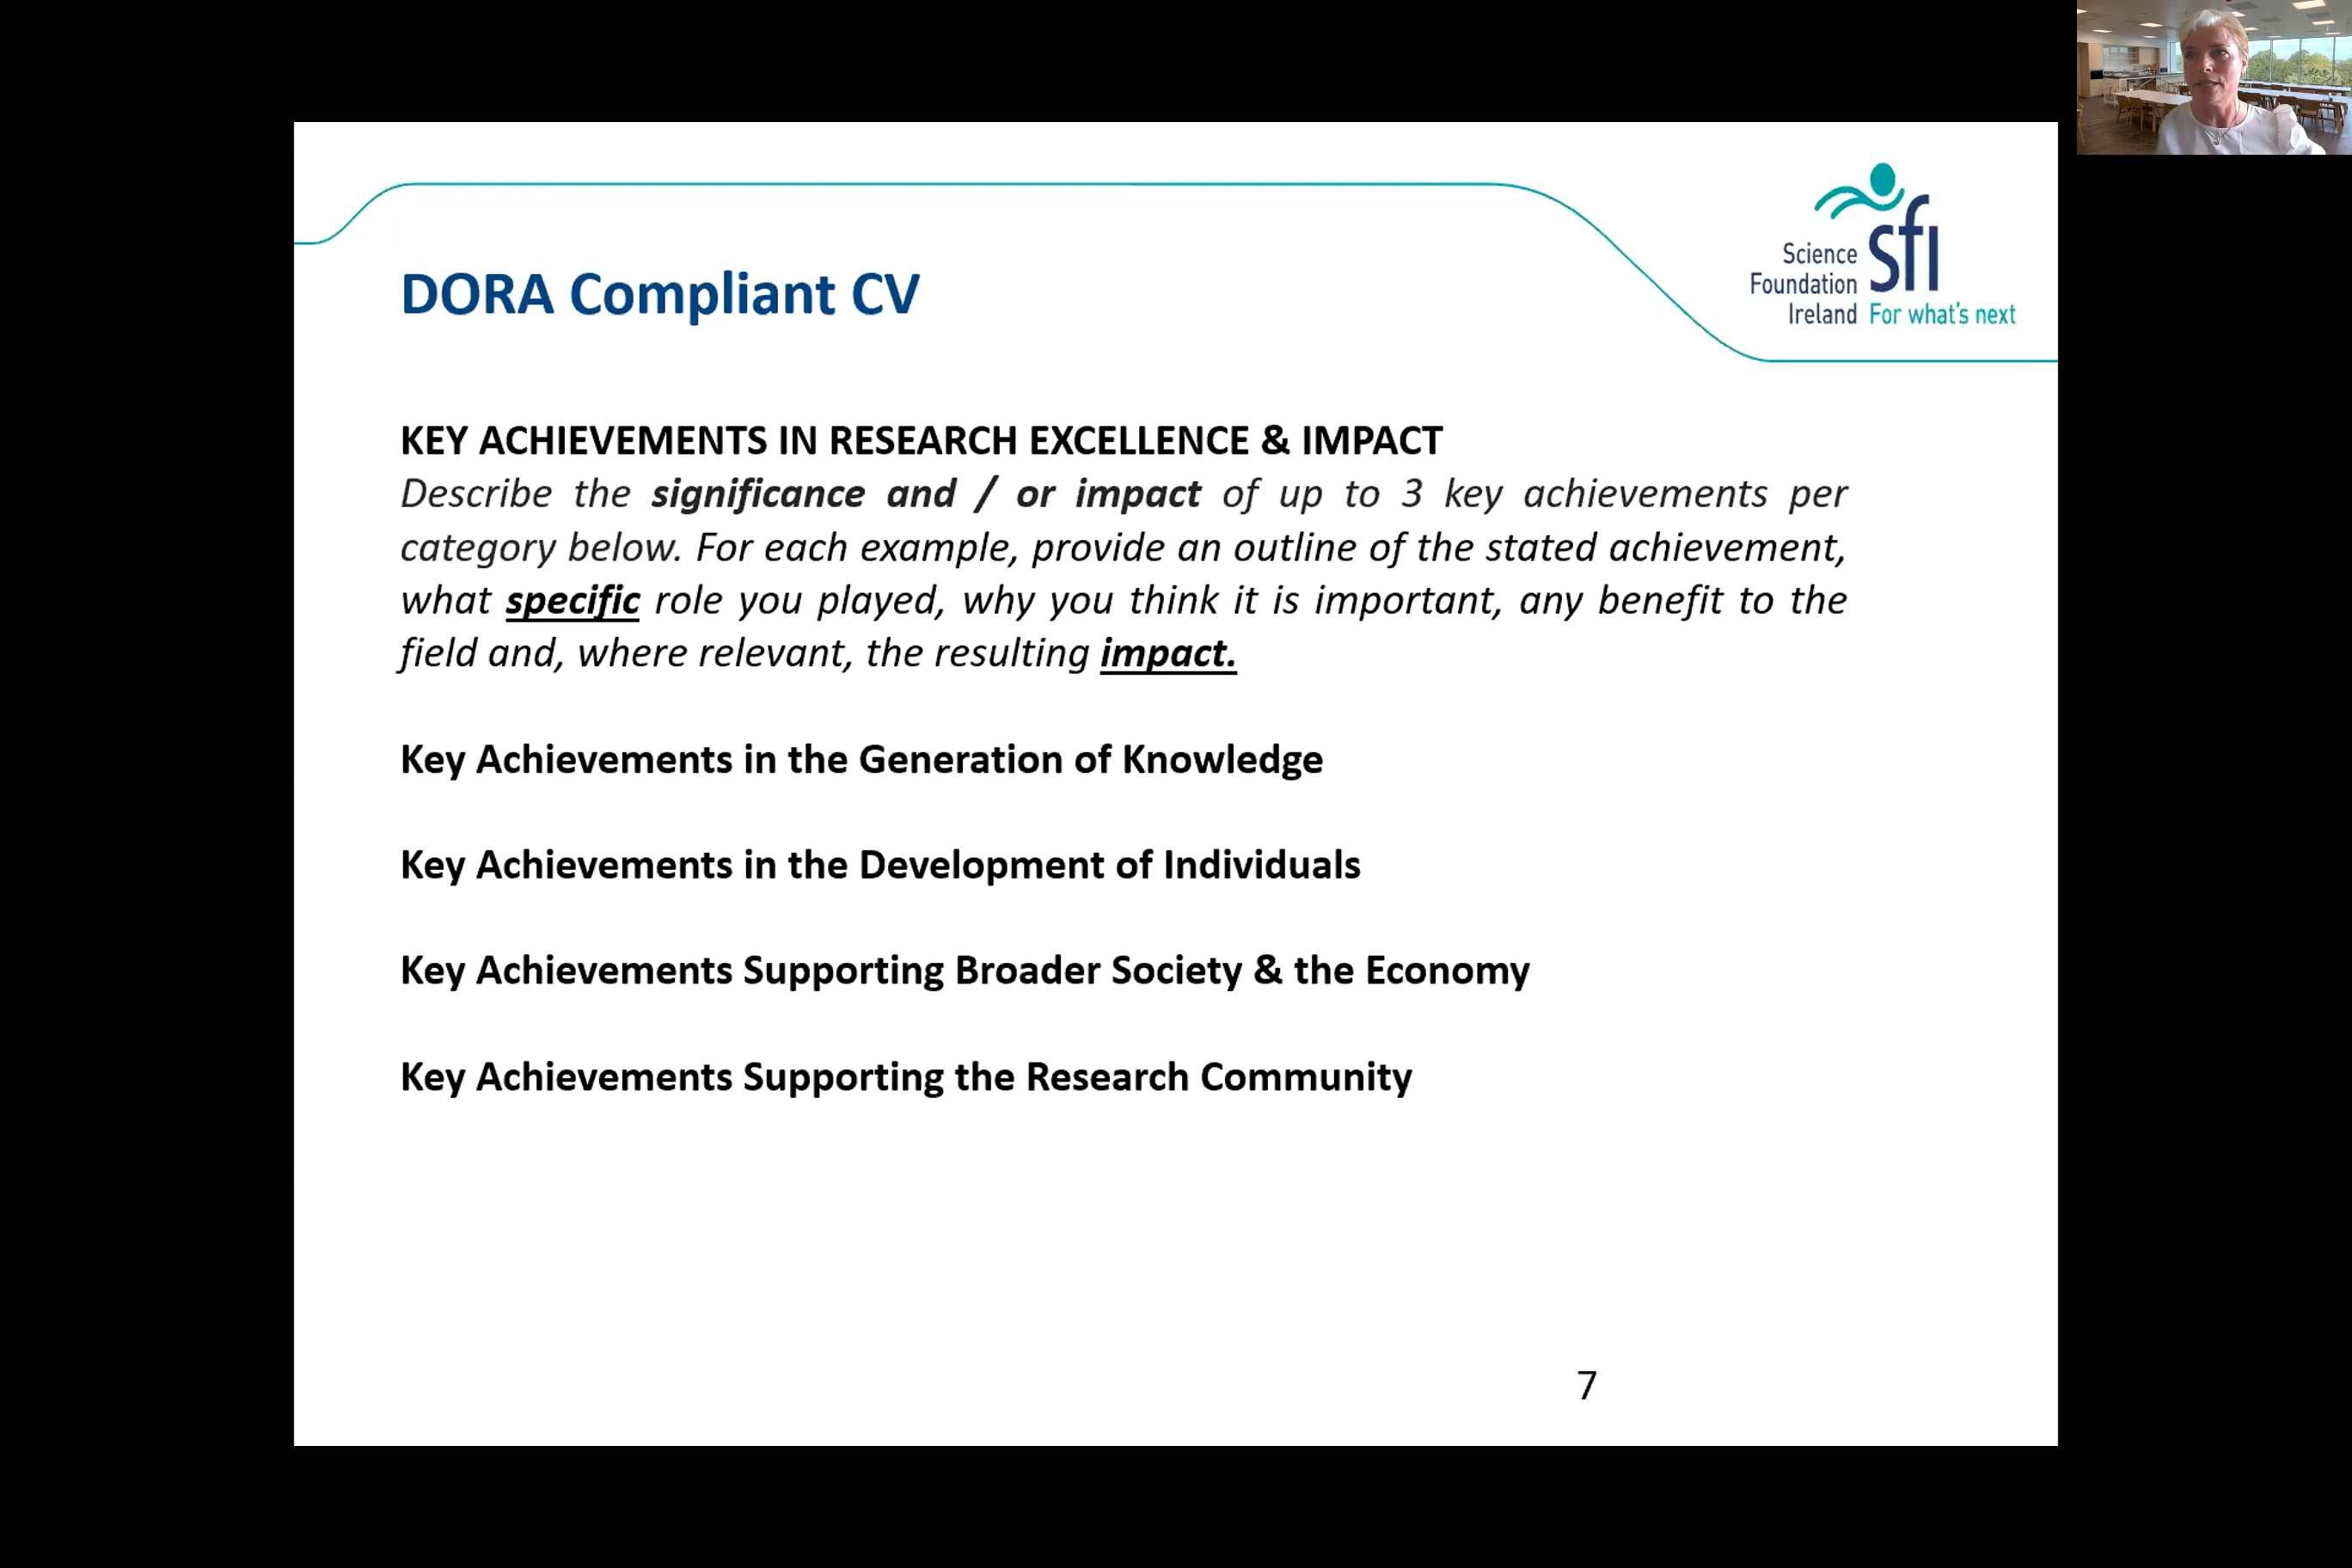 DORA Compliant CV
Science
Foundation
Ireland
sfi
For what's next
KEY ACHIEVEMENTS IN RESEARCH EXCELLENCE & IMPACT
Describe the significance and / or impact of up to 3 key achievements per
category below. For each example, provide an outline of the stated achievement,
what specific role you played, why you think it is important, any benefit to the
field and, where relevant, the resulting impact.
Key Achievements in the Generation of Knowledge
Key Achievements in the Development of Individuals
Key Achievements Supporting Broader Society & the Economy
Key Achievements Supporting the Research Community
7